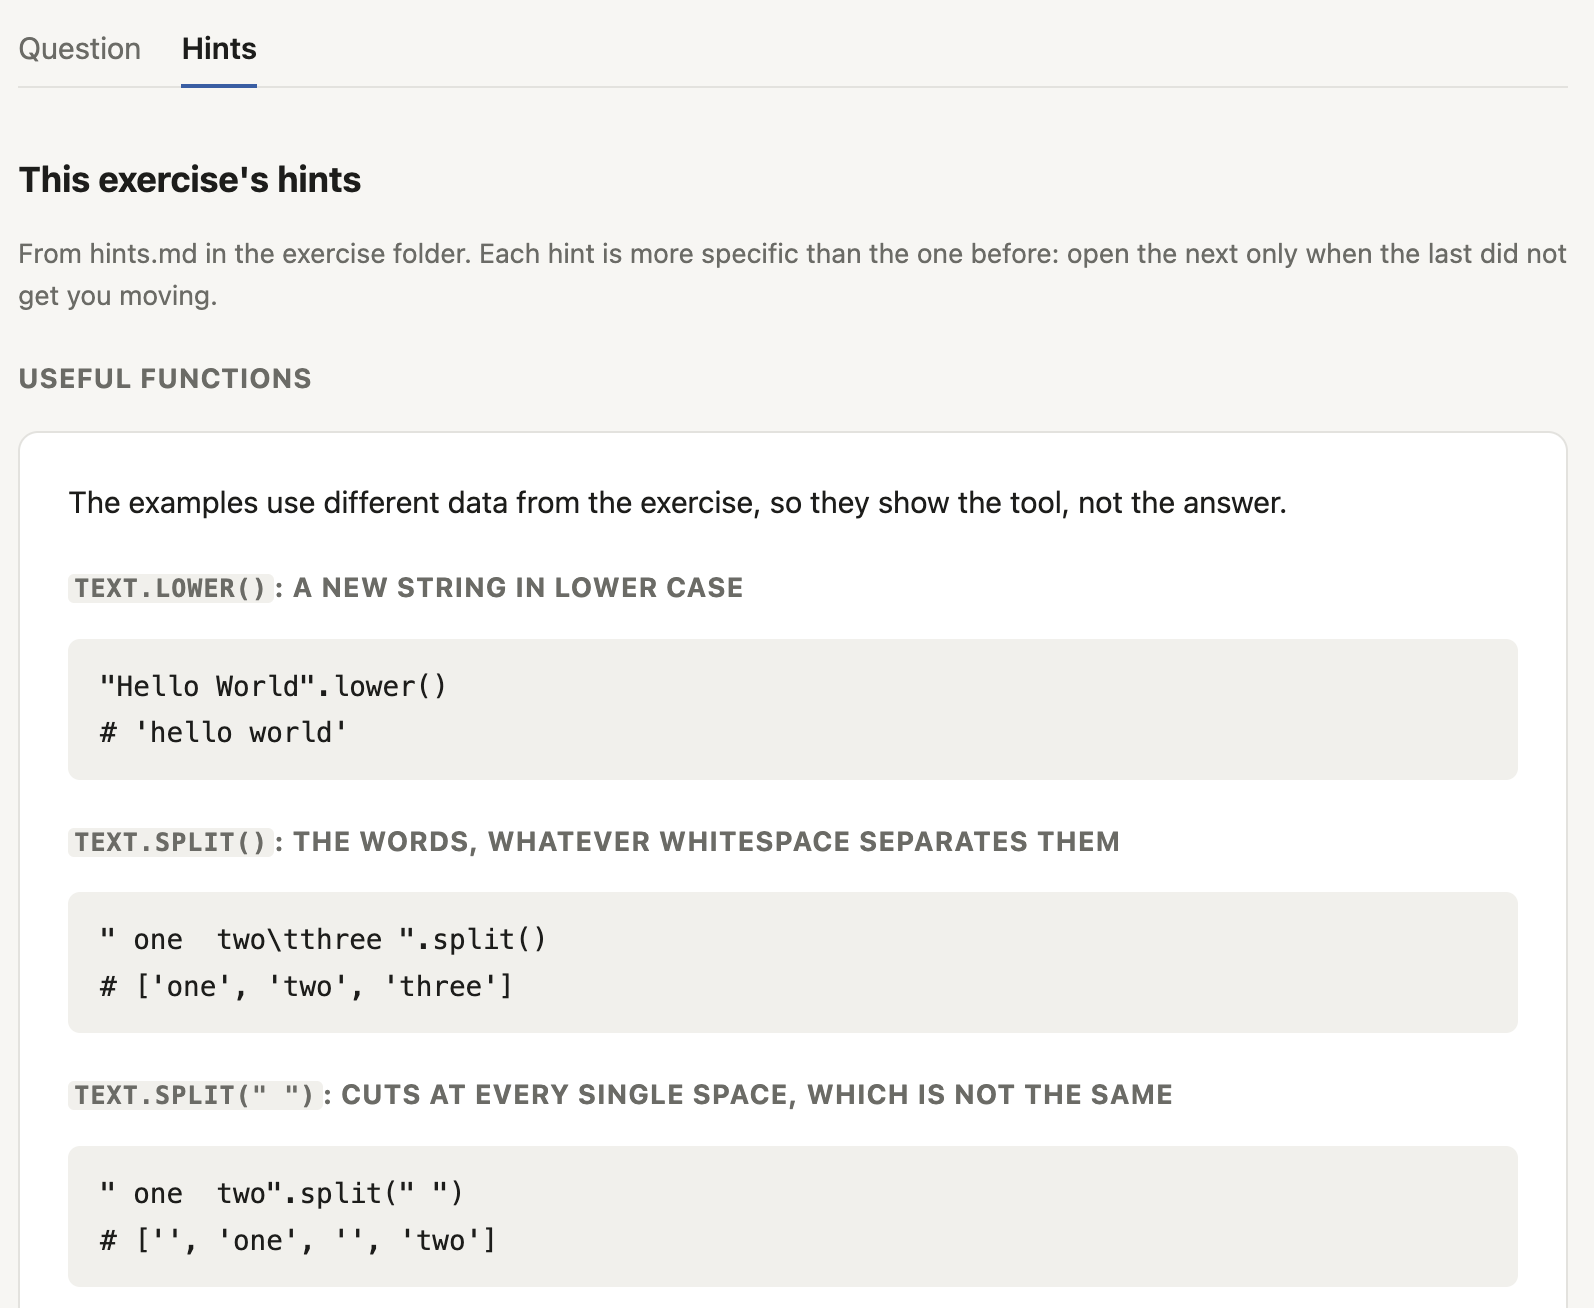 Question Hints
This exercise's hints
From hints.md in the exercise folder. Each hint is more specific than the one before: open the next only when the last did not
get you moving.
USEFUL FUNCTIONS
The examples use different data from the exercise, so they show the tool, not the answer.
TEXT.LOWER(): A NEW STRING IN LOWER CASE
"Hello World".lower()
# 'hello world'
TEXT.SPLIT(): THE WORDS, WHATEVER WHITESPACE SEPARATES THEM
" one  two\tthree ".split()
# ['one', 'two', 'three']
TEXT.SPLIT(" "): CUTS AT EVERY SINGLE SPACE, WHICH IS NOT THE SAME
" one  two".split(" ")
# ['', 'one', '', 'two']